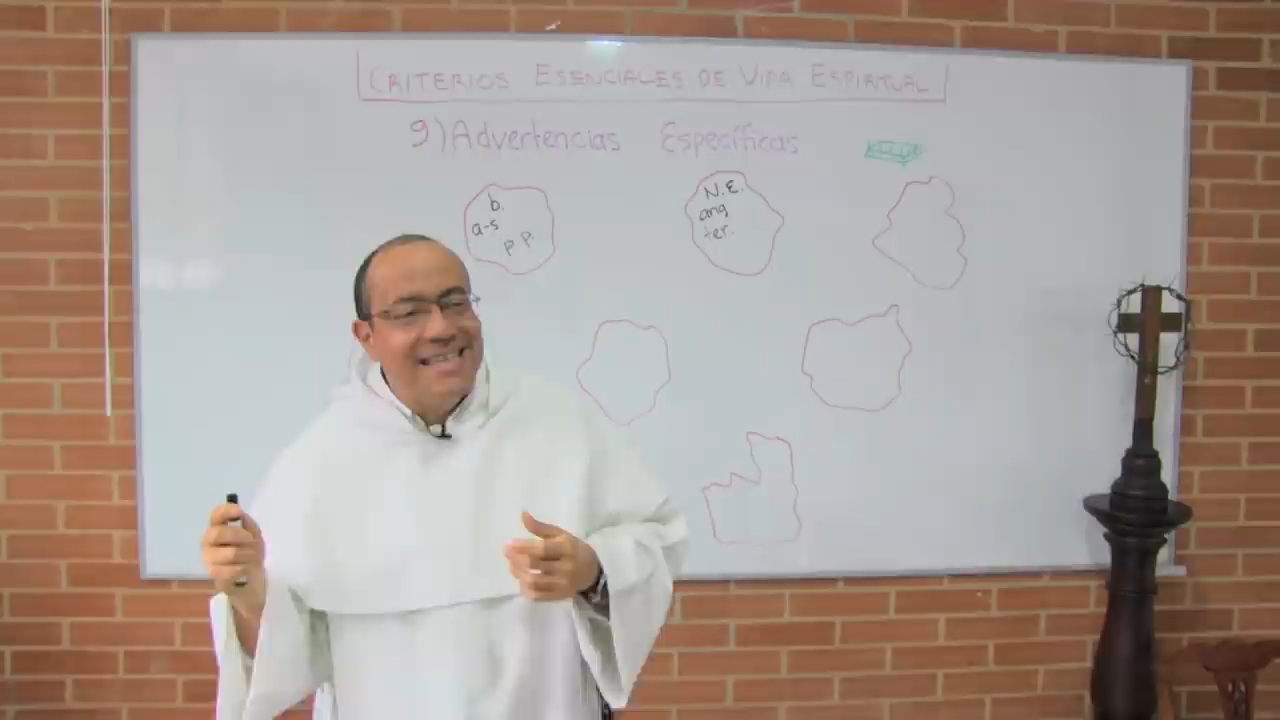 CRITERIOS ESENCIALES DE VIDA ESPIRITUAL
9) Advertencias Específicas
b.
a-s
p p.
N.E.
ang
ter.